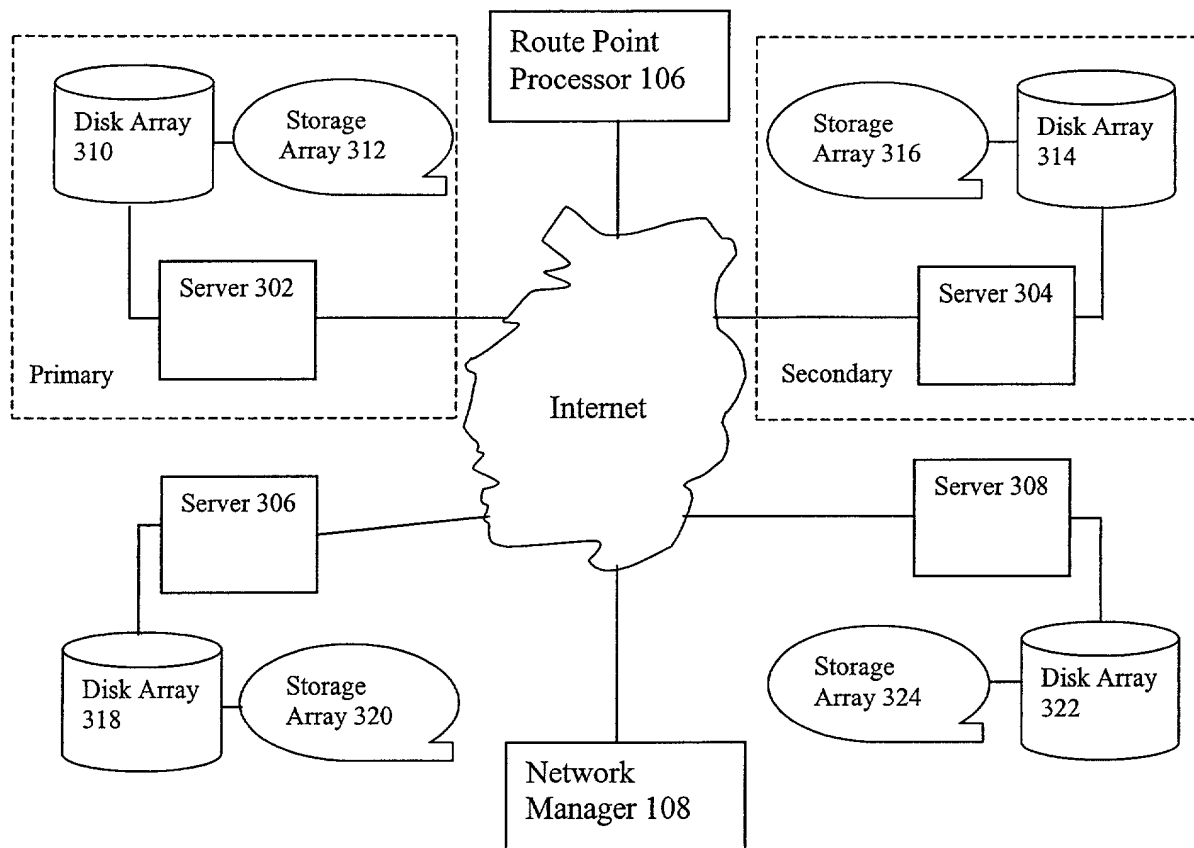 Route Point
Processor 106
Disk Array
310
Storage
Array 312
Storage
Array 316
Disk Array
314
Server 302
Server 304
Primary
Secondary
Internet
Server 306
Server 308
Disk Array
318
Storage
Array 320
Storage
Array 324
Disk Array
322
Network
Manager 108